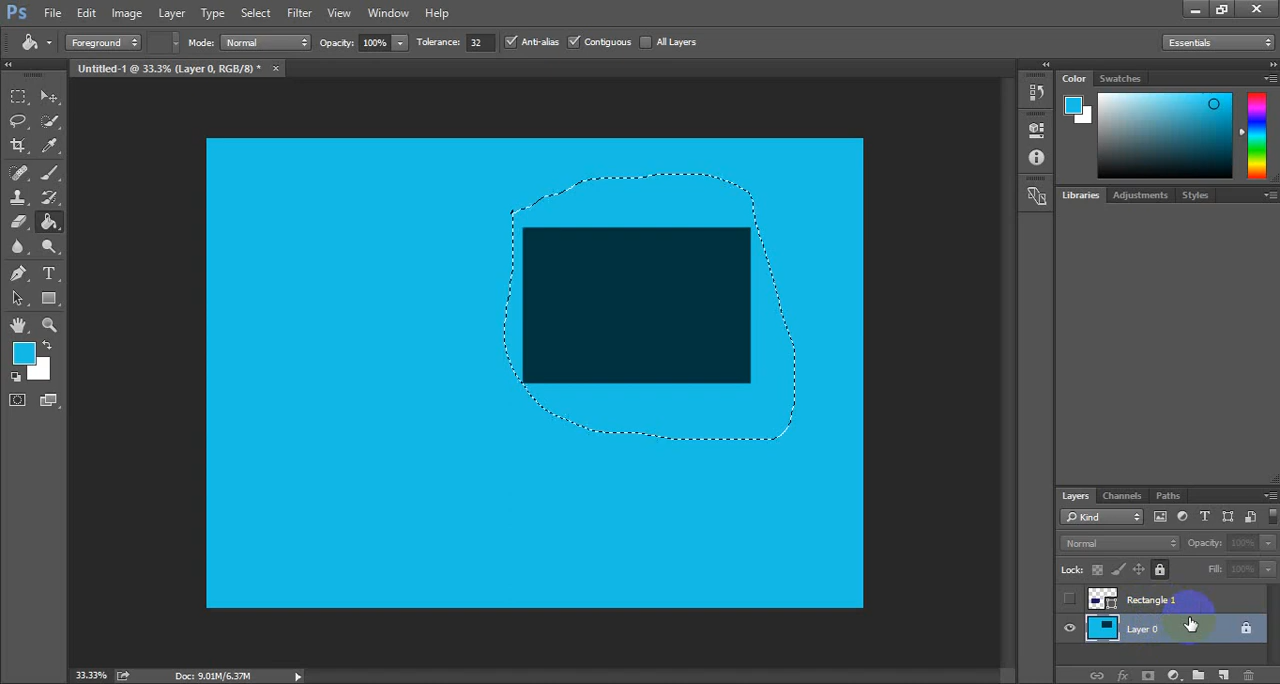 Ps File Edit Image Layer Type Select Filter View Window Help
Foreground Mode: Normal Opacity: 100% Tolerance: 32 Anti-alias Contiguous All Layers Essentials
Untitled-1 @ 33.3% (Layer 0, RGB/8) * ×
Color Swatches
Libraries Adjustments Styles
Layers Channels Paths
Kind
Normal Opacity: 100%
Lock: Fill: 100%
Rectangle 1
Layer 0
33.33% Doc: 9.01M/6.37M